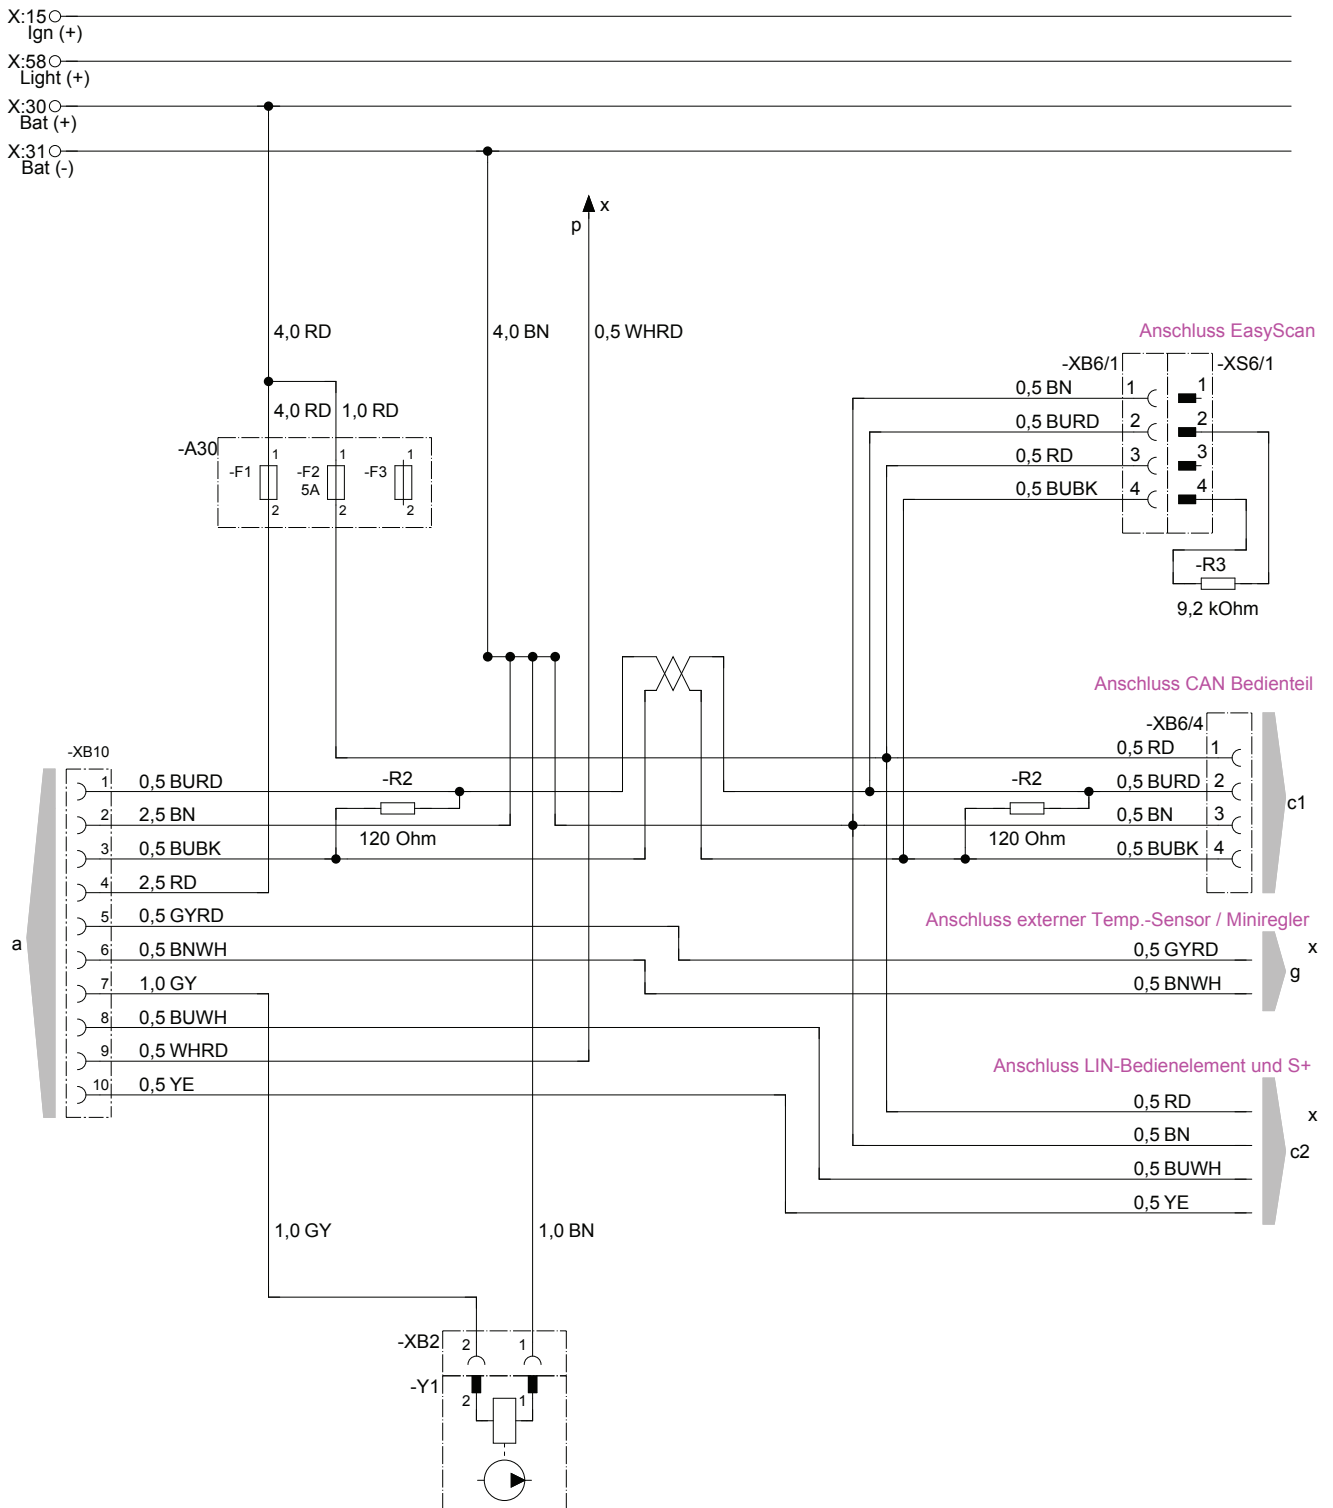 X:15
Ign (+)
X:58
Light (+)
X:30
Bat (+)
X:31
Bat (-)
x
p
4,0 RD
4,0 BN
0,5 WHRD
Anschluss EasyScan
-XB6/1
-XS6/1
0,5 BN
1
1
0,5 BURD
2
2
0,5 RD
3
3
0,5 BUBK
4
4
-R3
9,2 kOhm
4,0 RD
1,0 RD
-A30
1
1
1
-F1
-F2
-F3
5A
2
2
2
Anschluss CAN Bedienteil
-XB6/4
0,5 RD
1
0,5 BURD
2
0,5 BN
3
0,5 BUBK
4
c1
-R2
120 Ohm
-R2
120 Ohm
-XB10
a
1
0,5 BURD
2
2,5 BN
3
0,5 BUBK
4
2,5 RD
5
0,5 GYRD
6
0,5 BNWH
7
1,0 GY
8
0,5 BUWH
9
0,5 WHRD
10
0,5 YE
Anschluss externer Temp.-Sensor / Miniregler
0,5 GYRD
x
g
0,5 BNWH
Anschluss LIN-Bedienelement und S+
0,5 RD
x
0,5 BN
c2
0,5 BUWH
0,5 YE
1,0 GY
1,0 BN
-XB2
2
1
-Y1
2
1